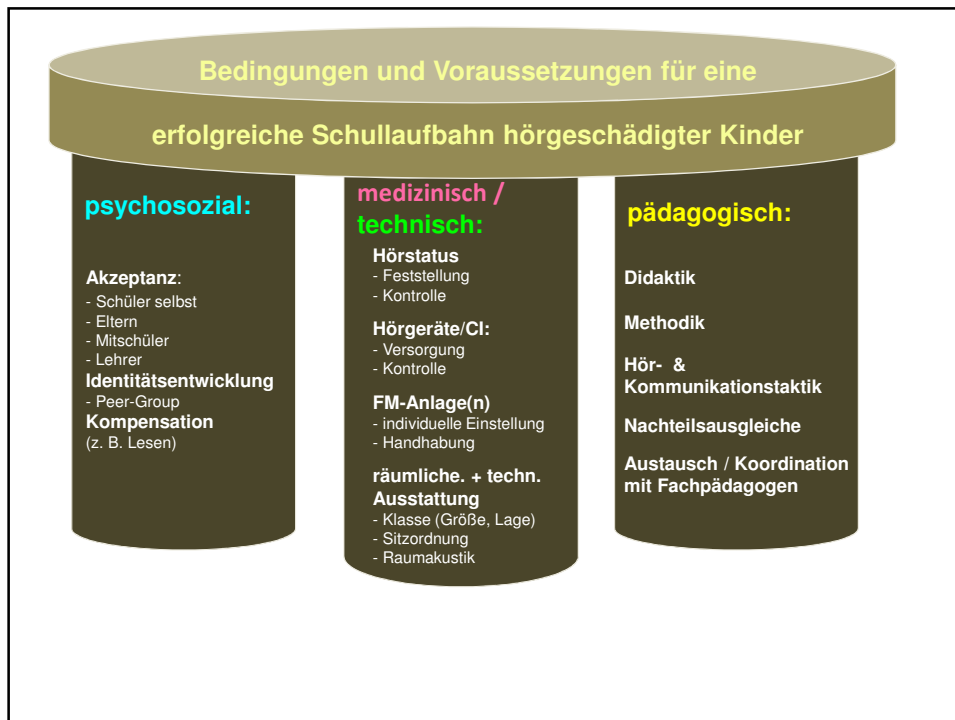 Bedingungen und Voraussetzungen für eine
erfolgreiche Schullaufbahn hörgeschädigter Kinder
psychosozial:
Akzeptanz:
- Schüler selbst
- Eltern
- Mitschüler
- Lehrer
Identitätsentwicklung
- Peer-Group
Kompensation
(z. B. Lesen)
medizinisch /
technisch:
Hörstatus
- Feststellung
- Kontrolle
Hörgeräte/CI:
- Versorgung
- Kontrolle
FM-Anlage(n)
- individuelle Einstellung
- Handhabung
räumliche. + techn.
Ausstattung
- Klasse (Größe, Lage)
- Sitzordnung
- Raumakustik
pädagogisch:
Didaktik
Methodik
Hör- &
Kommunikationstaktik
Nachteilsausgleiche
Austausch / Koordination
mit Fachpädagogen